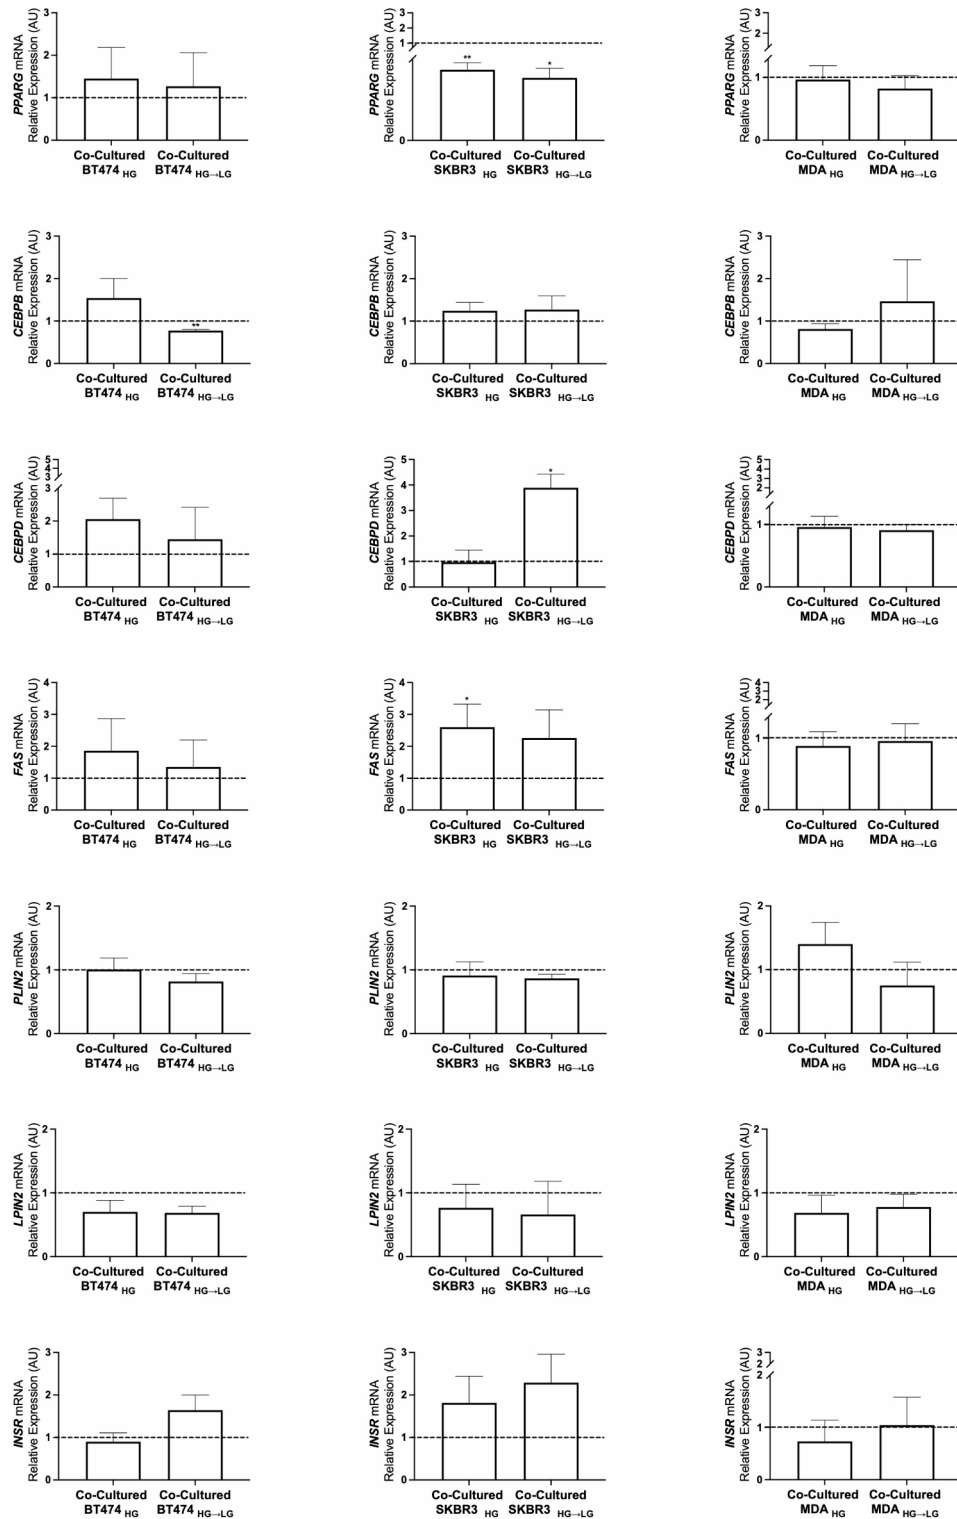 PPARG mRNA
Relative Expression (AU)
3
2
1
0
Co-Cultured
BT474 HG
Co-Cultured
BT474 HG→LG
PPARG mRNA
Relative Expression (AU)
3
2
1
0
**
*
Co-Cultured
SKBR3 HG
Co-Cultured
SKBR3 HG→LG
PPARG mRNA
Relative Expression (AU)
3
2
1
0
Co-Cultured
MDA HG
Co-Cultured
MDA HG→LG
CEBPB mRNA
Relative Expression (AU)
3
2
1
0
**
Co-Cultured
BT474 HG
Co-Cultured
BT474 HG→LG
CEBPB mRNA
Relative Expression (AU)
3
2
1
0
Co-Cultured
SKBR3 HG
Co-Cultured
SKBR3 HG→LG
CEBPB mRNA
Relative Expression (AU)
3
2
1
0
Co-Cultured
MDA HG
Co-Cultured
MDA HG→LG
CEBPD mRNA
Relative Expression (AU)
5
4
3
3
2
1
0
Co-Cultured
BT474 HG
Co-Cultured
BT474 HG→LG
CEBPD mRNA
Relative Expression (AU)
5
4
3
2
1
0
*
Co-Cultured
SKBR3 HG
Co-Cultured
SKBR3 HG→LG
CEBPD mRNA
Relative Expression (AU)
5
4
3
2
1
0
Co-Cultured
MDA HG
Co-Cultured
MDA HG→LG
FAS mRNA
Relative Expression (AU)
4
3
2
1
0
Co-Cultured
BT474 HG
Co-Cultured
BT474 HG→LG
FAS mRNA
Relative Expression (AU)
4
3
2
1
0
*
Co-Cultured
SKBR3 HG
Co-Cultured
SKBR3 HG→LG
FAS mRNA
Relative Expression (AU)
4
3
2
1
0
Co-Cultured
MDA HG
Co-Cultured
MDA HG→LG
PLIN2 mRNA
Relative Expression (AU)
2
1
0
Co-Cultured
BT474 HG
Co-Cultured
BT474 HG→LG
PLIN2 mRNA
Relative Expression (AU)
2
1
0
Co-Cultured
SKBR3 HG
Co-Cultured
SKBR3 HG→LG
PLIN2 mRNA
Relative Expression (AU)
2
1
0
Co-Cultured
MDA HG
Co-Cultured
MDA HG→LG
LPIN2 mRNA
Relative Expression (AU)
2
1
0
Co-Cultured
BT474 HG
Co-Cultured
BT474 HG→LG
LPIN2 mRNA
Relative Expression (AU)
2
1
0
Co-Cultured
SKBR3 HG
Co-Cultured
SKBR3 HG→LG
LPIN2 mRNA
Relative Expression (AU)
2
1
0
Co-Cultured
MDA HG
Co-Cultured
MDA HG→LG
INSR mRNA
Relative Expression (AU)
3
2
1
0
Co-Cultured
BT474 HG
Co-Cultured
BT474 HG→LG
INSR mRNA
Relative Expression (AU)
3
2
1
0
Co-Cultured
SKBR3 HG
Co-Cultured
SKBR3 HG→LG
INSR mRNA
Relative Expression (AU)
3
2
2
1
0
Co-Cultured
MDA HG
Co-Cultured
MDA HG→LG